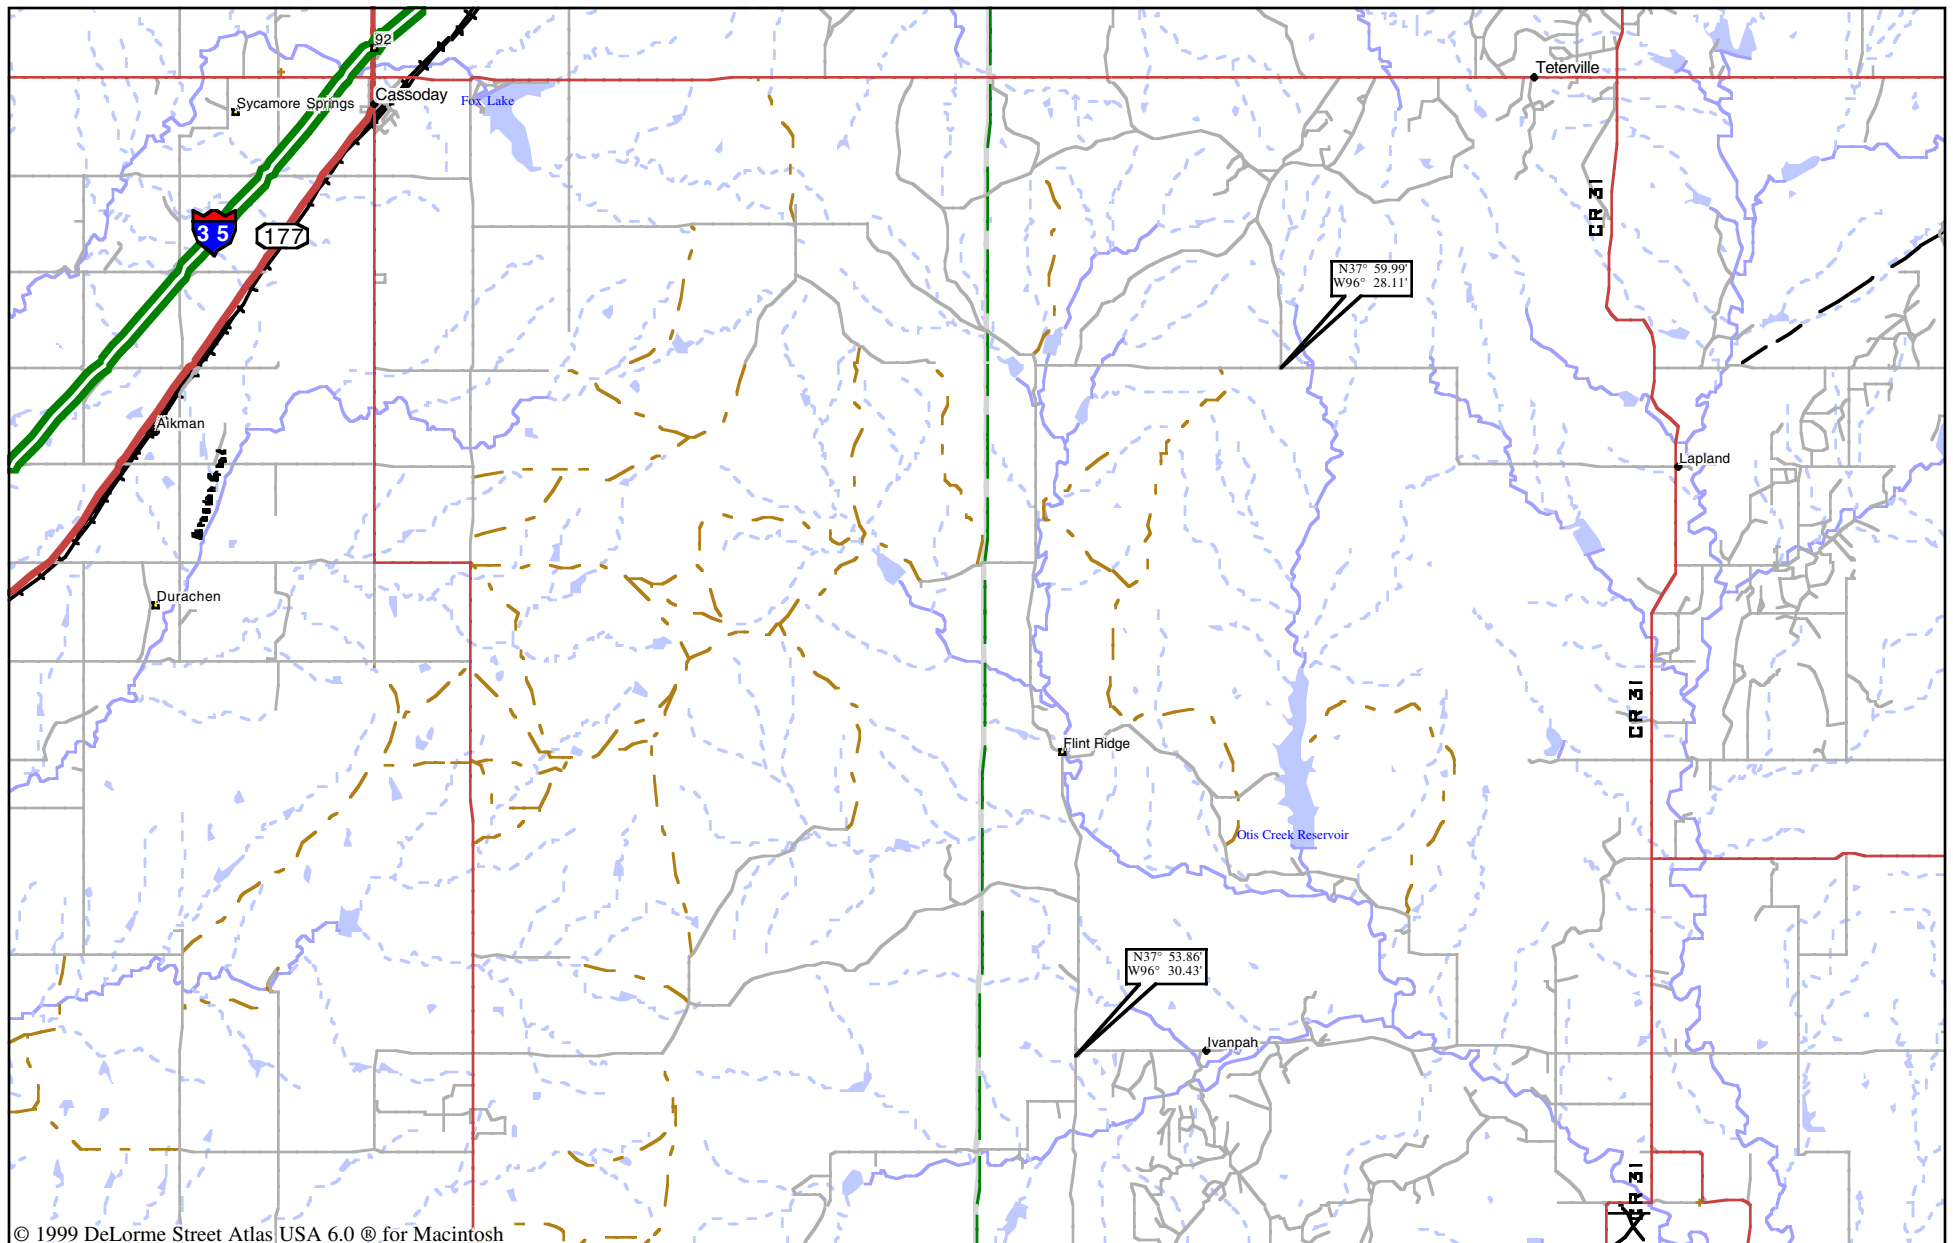 92
Teterville
Cassoday
Fox Lake
Sycamore Springs
CR 31
35
177
N37° 59.99'
W96° 28.11'
Aikman
Lapland
Durachen
CR 31
Flint Ridge
Otis Creek Reservoir
N37° 53.86'
W96° 30.43'
Ivanpah
CR 31
© 1999 DeLorme Street Atlas USA 6.0 ® for Macintosh